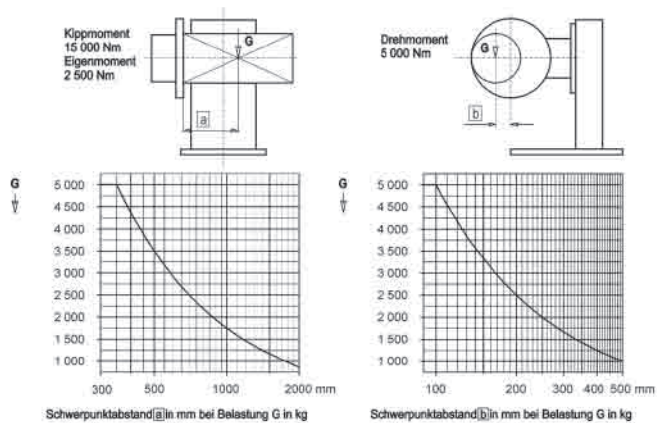 Kippmoment
15 000 Nm
Eigenmoment
2 500 Nm
G
a
Drehmoment
5 000 Nm
G
b
G
5 000
4 500
4 000
3 500
3 000
2 500
2 000
1 500
1 000
300 500 1000 2000 mm
Schwerpunktabstand a in mm bei Belastung G in kg
G
5 000
4 500
4 000
3 500
3 000
2 500
2 000
1 500
1 000
100 200 300 400 500 mm
Schwerpunktabstand b in mm bei Belastung G in kg